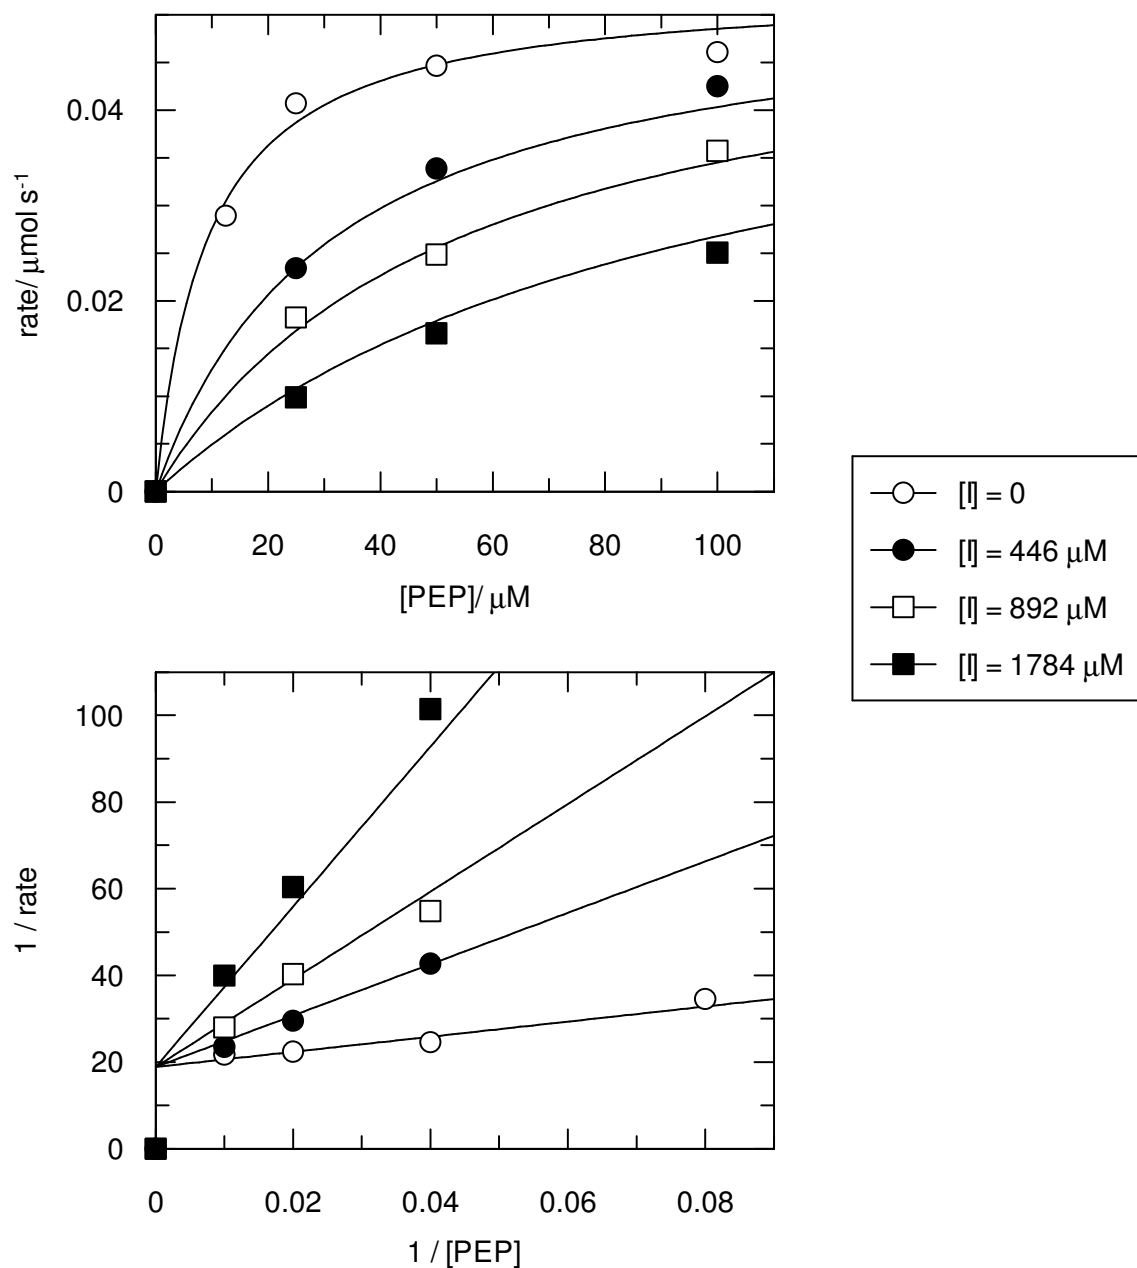 0.04
0.02
0
rate/ μmol s-1
0 20 40 60 80 100
[PEP]/ μM
[I] = 0
[I] = 446 μM
[I] = 892 μM
[I] = 1784 μM
100
80
60
40
20
0
1 / rate
0 0.02 0.04 0.06 0.08
1 / [PEP]